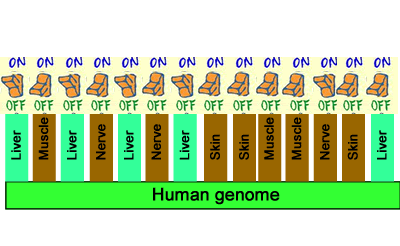 ON ON ON ON ON ON ON ON ON ON ON ON ON ON
OFF OFF OFF OFF OFF OFF OFF OFF OFF OFF OFF OFF OFF OFF
Liver Muscle Liver Nerve Liver Nerve Liver Skin Skin Muscle Muscle Nerve Skin Liver
Human genome